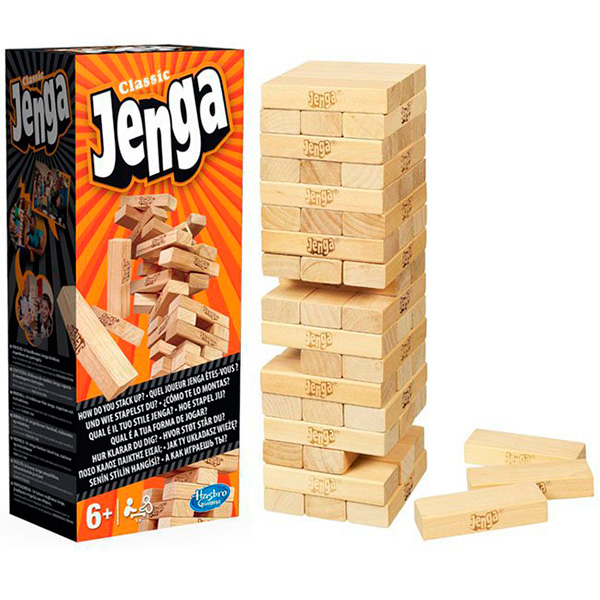 Classic
Jenga
Classic
Jenga
HOW DO YOU STACK UP? • QUEL JOUEUR JENGA ÊTES-VOUS ?
UND WIE STAPELST DU? • ¿CÓMO TE LO MONTAS?
QUAL È IL TUO STILE JENGA? • HOE STAPEL JIJ?
QUAL É A TUA FORMA DE JOGAR?
HUR KLARAR DU DIG? • HVOR STØT STÅR DU?
ΠΟΣΟ ΚΑΛΟΣ ΠΑΙΚΤΗΣ ΕΙΣΑΙ; • JAK TY UKŁADASZ WIEŻĘ?
SENİN STİLİN HANGİSİ? • А КАК ИГРАЕШЬ ТЫ?
6+
1+
Hasbro
Gaming
Jenga
Jenga
Jenga
Jenga
Jenga
Jenga
Jenga
Jenga
Jenga